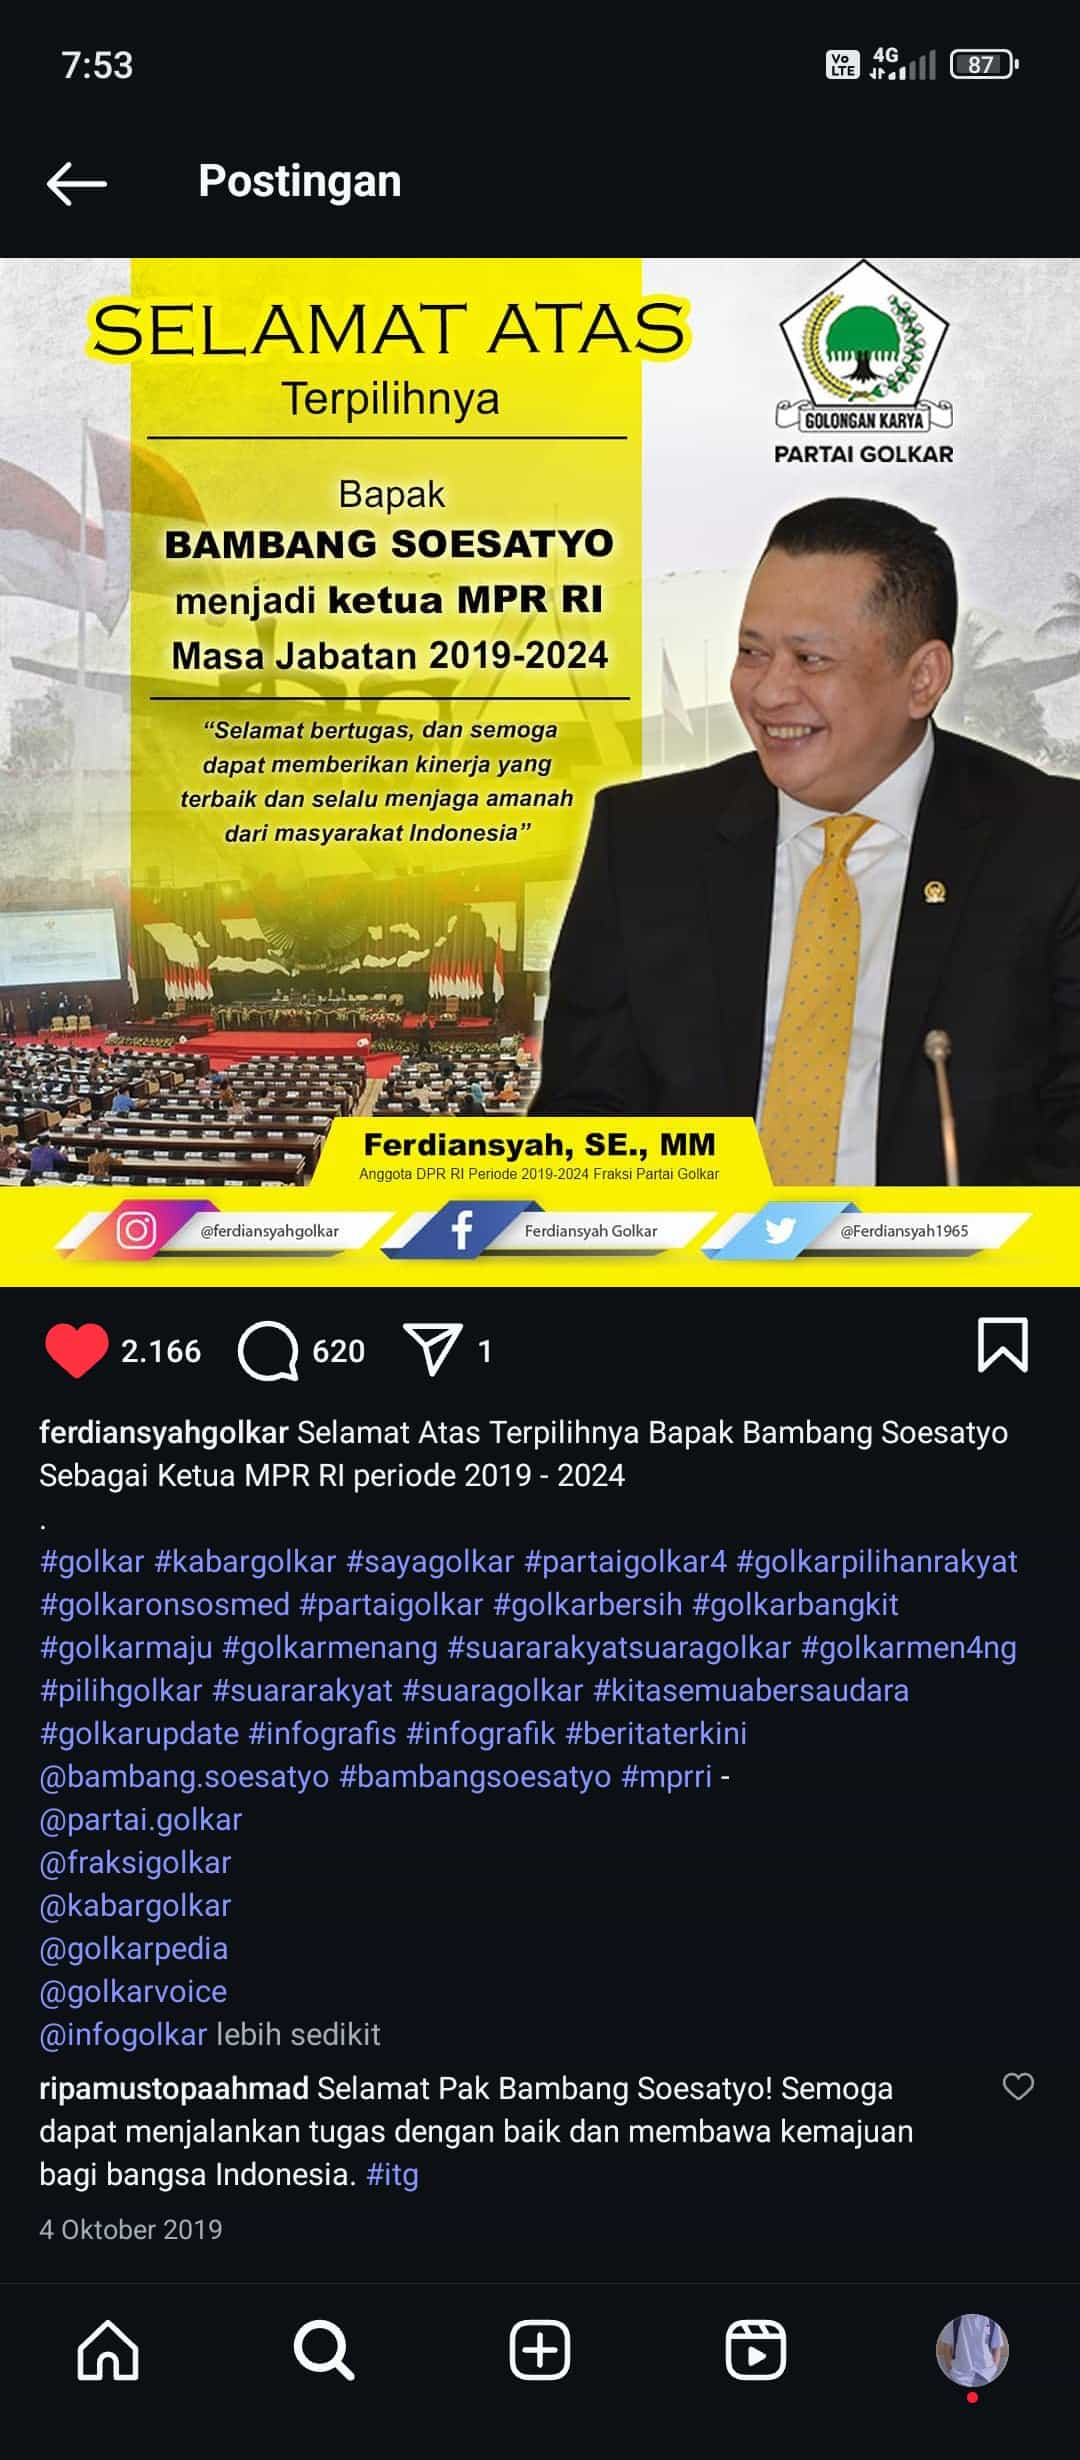 7:53
Vo LTE
4G
87
Postingan
SELAMAT ATAS
Terpilihnya
Bapak
BAMBANG SOESATYO
menjadi ketua MPR RI
Masa Jabatan 2019-2024
“Selamat bertugas, dan semoga
dapat memberikan kinerja yang
terbaik dan selalu menjaga amanah
dari masyarakat Indonesia”
GOLONGAN KARYA
PARTAI GOLKAR
Ferdiansyah, SE., MM
Anggota DPR RI Periode 2019-2024 Fraksi Partai Golkar
@ferdiansyahgolkar
Ferdiansyah Golkar
@Ferdiansyah1965
2.166
620
1
ferdiansyahgolkar Selamat Atas Terpilihnya Bapak Bambang Soesatyo
Sebagai Ketua MPR RI periode 2019 - 2024
.
#golkar #kabargolkar #sayagolkar #partaigolkar4 #golkarpilihanrakyat
#golkaronsosmed #partaigolkar #golkarbersih #golkarbangkit
#golkarmaju #golkarmenang #suararakyatsuaragolkar #golkarmen4ng
#pilihgolkar #suararakyat #suaragolkar #kitasemuabersaudara
#golkarupdate #infografis #infografik #beritaterkini
@bambang.soesatyo #bambangsoesatyo #mprri -
@partai.golkar
@fraksigolkar
@kabargolkar
@golkarpedia
@golkarvoice
@infogolkar lebih sedikit
ripamustopaahmad Selamat Pak Bambang Soesatyo! Semoga
dapat menjalankan tugas dengan baik dan membawa kemajuan
bagi bangsa Indonesia. #itg
4 Oktober 2019